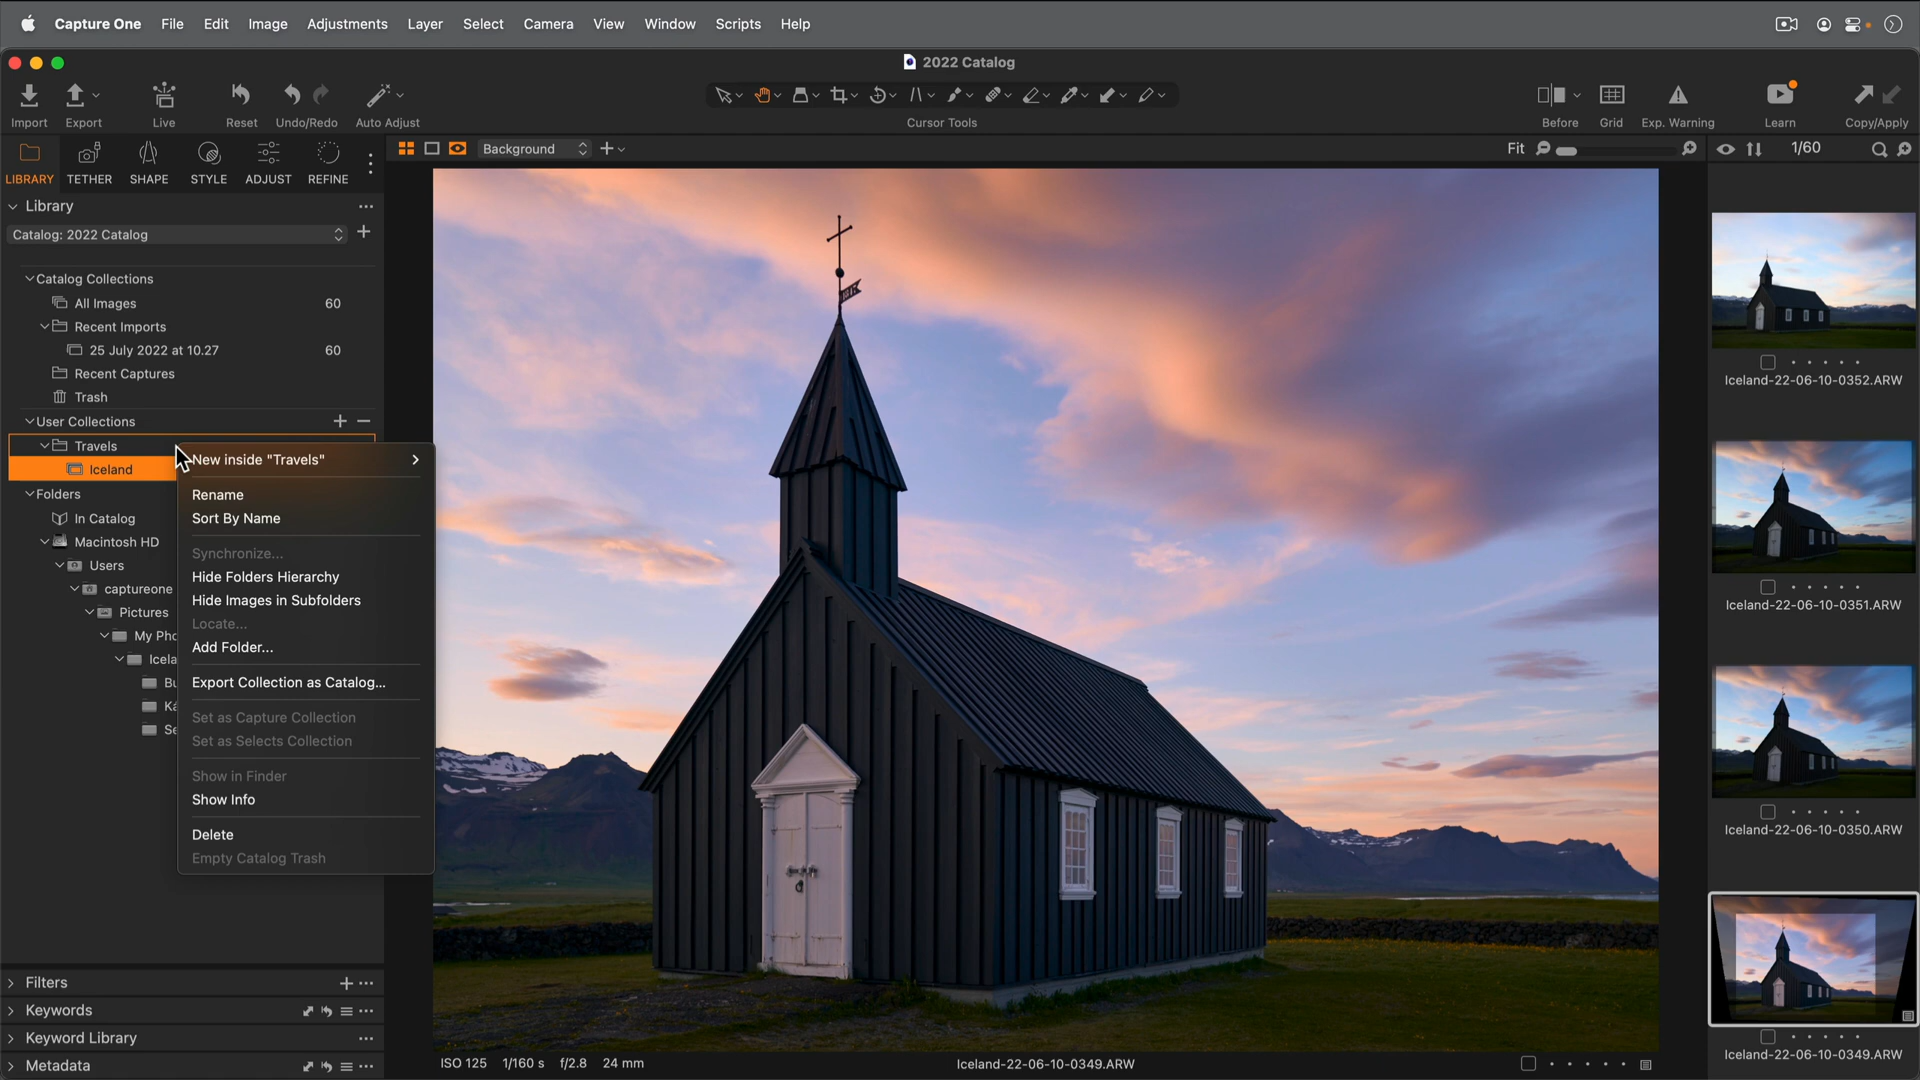 Capture One File Edit Image Adjustments Layer Select Camera View Window Scripts Help
2022 Catalog
Import Export Live Reset Undo/Redo Auto Adjust Cursor Tools Before Grid Exp. Warning Learn Copy/Apply
LIBRARY TETHER SHAPE STYLE ADJUST REFINE
Background
Fit
1/60
Library
Catalog: 2022 Catalog
Catalog Collections
All Images 60
Recent Imports
25 July 2022 at 10.27 60
Recent Captures
Trash
User Collections
Travels
Iceland
Folders
In Catalog
Macintosh HD
Users
captureone
Pictures
My Pho
Icela
Bu
Ká
Se
New inside "Travels"
Rename
Sort By Name
Synchronize...
Hide Folders Hierarchy
Hide Images in Subfolders
Locate...
Add Folder...
Export Collection as Catalog...
Set as Capture Collection
Set as Selects Collection
Show in Finder
Show Info
Delete
Empty Catalog Trash
Filters
Keywords
Keyword Library
Metadata
ISO 125 1/160 s f/2.8 24 mm
Iceland-22-06-10-0349.ARW
Iceland-22-06-10-0352.ARW
Iceland-22-06-10-0351.ARW
Iceland-22-06-10-0350.ARW
Iceland-22-06-10-0349.ARW